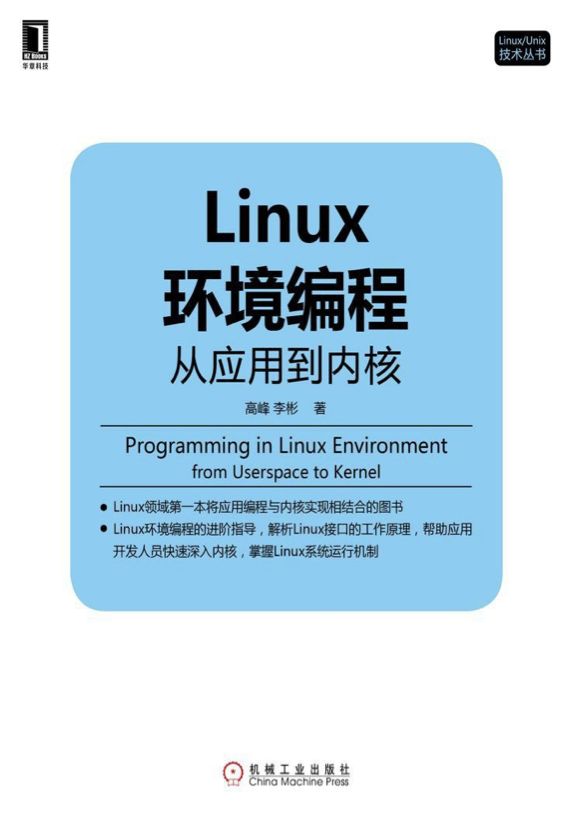 HZ Books
华章科技
Linux/Unix
技术丛书
Linux
环境编程
从应用到内核
高峰 李彬 著
Programming in Linux Environment
from Userspace to Kernel
● Linux领域第一本将应用编程与内核实现相结合的图书
● Linux环境编程的进阶指导，解析Linux接口的工作原理，帮助应用
开发人员快速深入内核，掌握Linux系统运行机制
机械工业出版社
China Machine Press